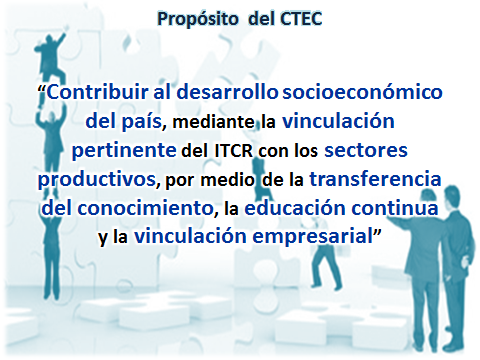 Propósito  del CTEC
“Contribuir al desarrollo socioeconómico
del país, mediante la vinculación
pertinente del ITCR con los sectores
productivos, por medio de la transferencia
del conocimiento, la educación continua
y la vinculación empresarial”